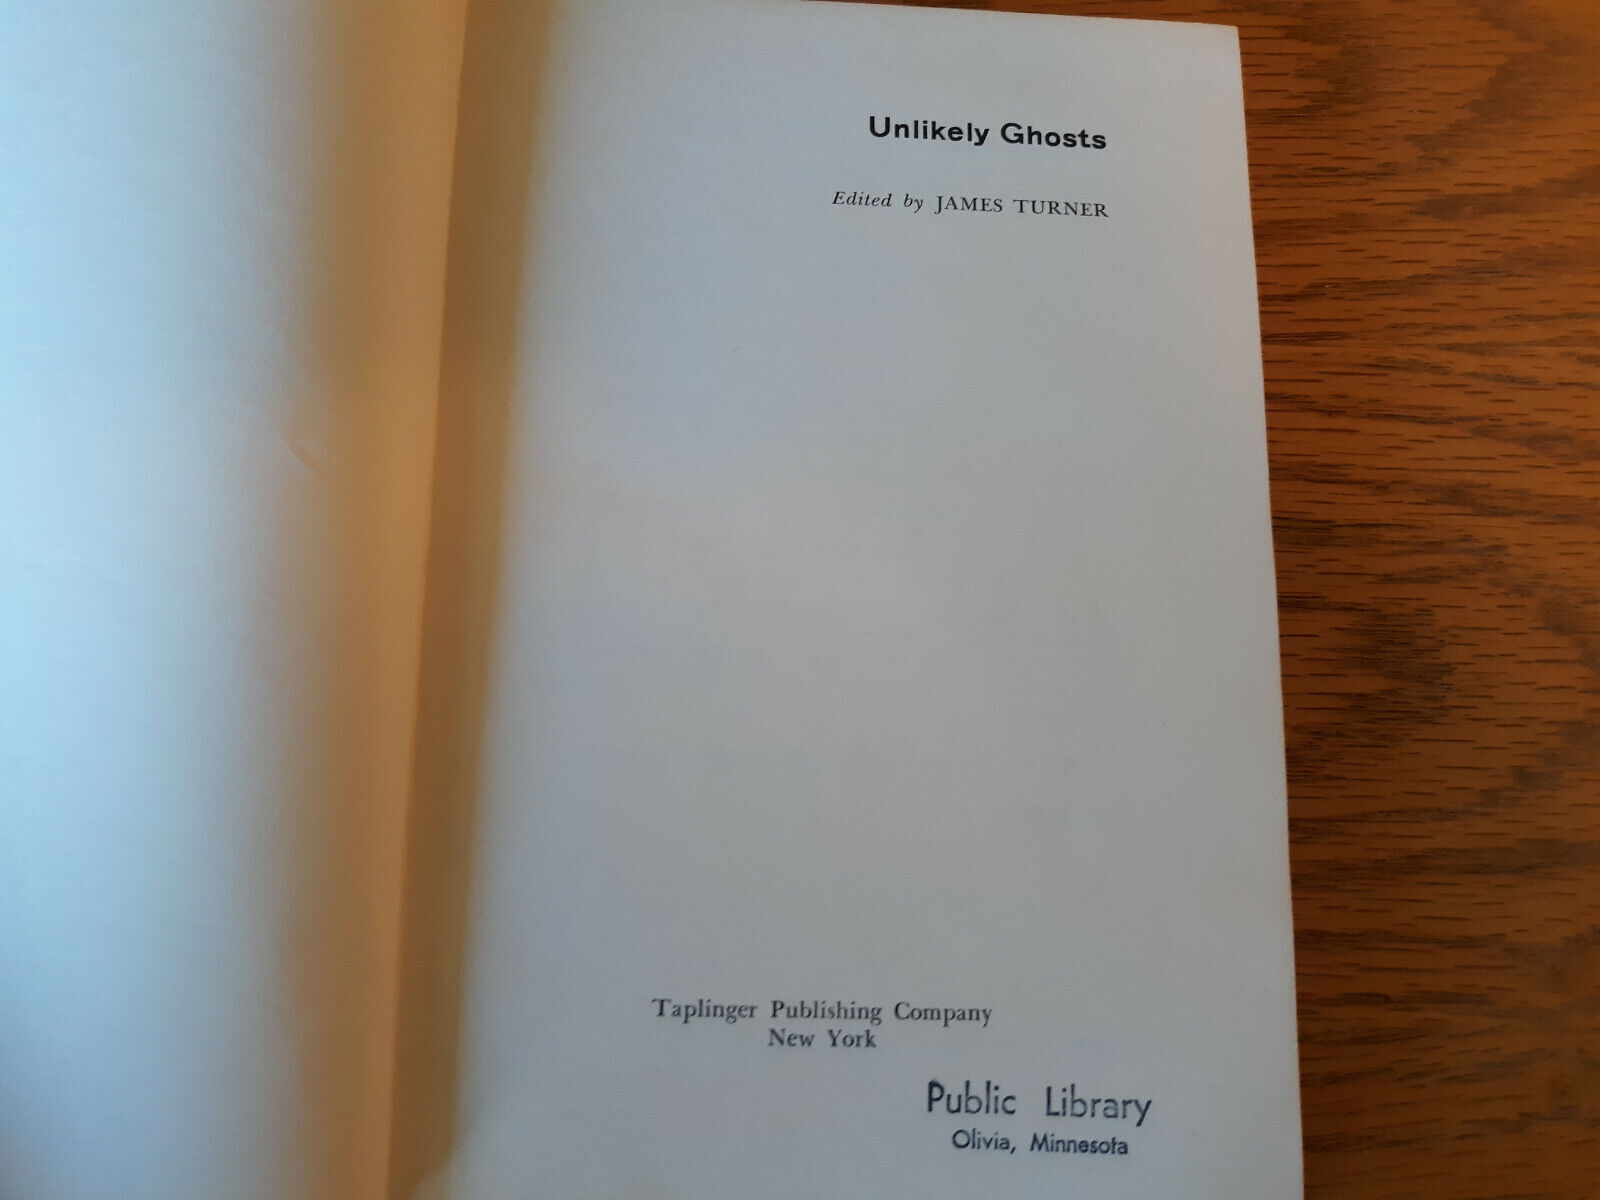 Unlikely Ghosts
Edited by JAMES TURNER
Taplinger Publishing Company
New York
Public Library
Olivia, Minnesota